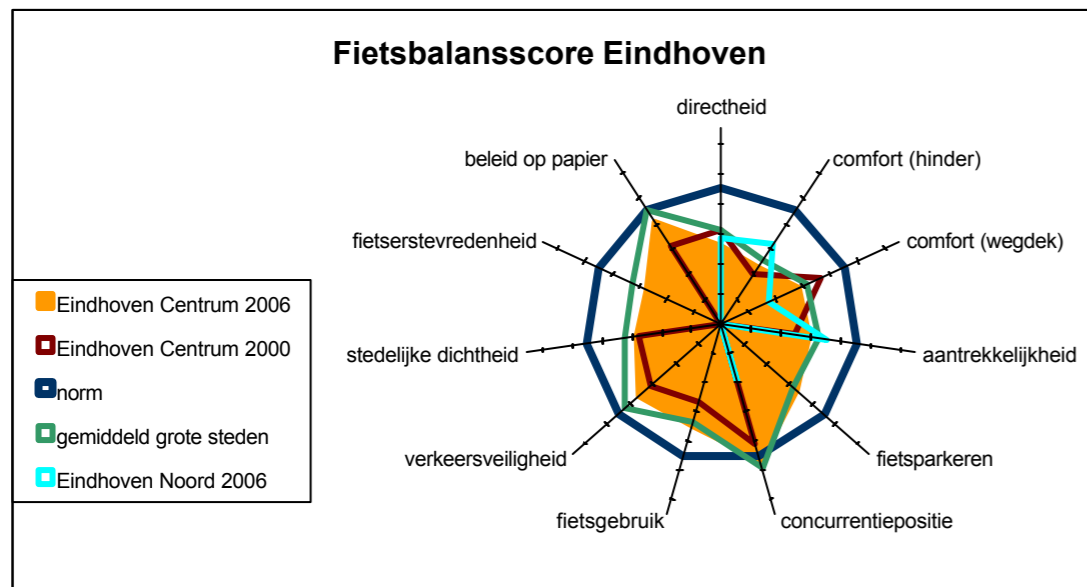 Fietsbalansscore Eindhoven
directheid
comfort (hinder)
comfort (wegdek)
aantrekkelijkheid
fietsparkeren
concurrentiepositie
fietsgebruik
verkeersveiligheid
stedelijke dichtheid
fietserstevredenheid
beleid op papier
Eindhoven Centrum 2006
Eindhoven Centrum 2000
norm
gemiddeld grote steden
Eindhoven Noord 2006